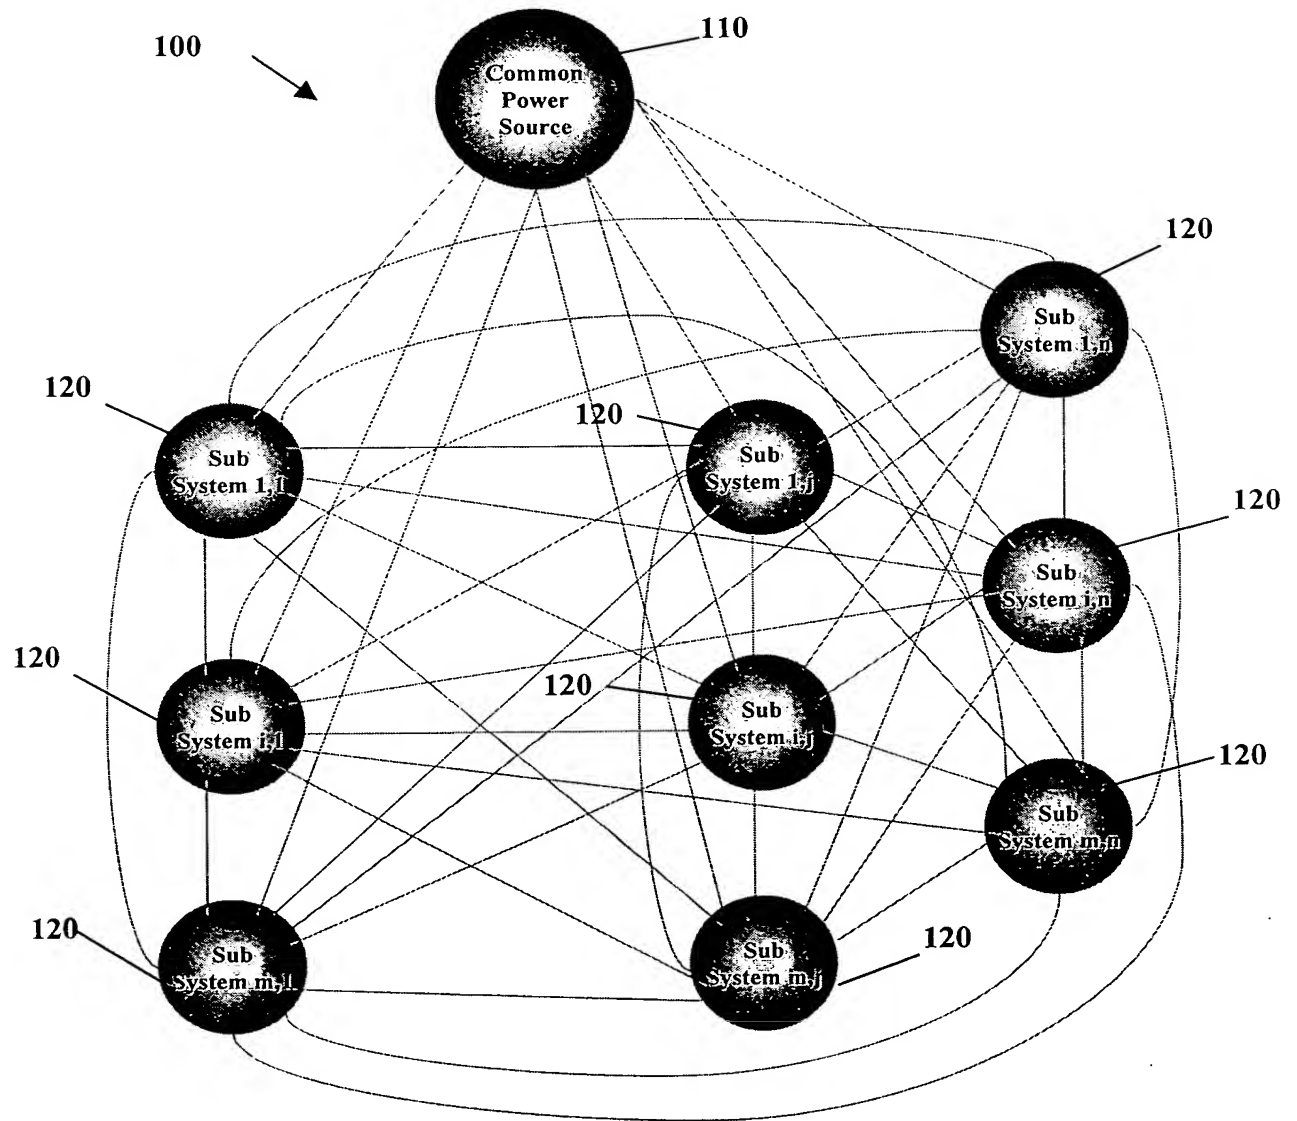 100
110
Common
Power
Source
120
Sub
System 1,n
120
120
Sub
System 1,1
Sub
System 1,j
120
Sub
System i,n
120
120
Sub
System i,1
Sub
System i,j
120
Sub
System m,n
120
120
Sub
System m,1
Sub
System m,j